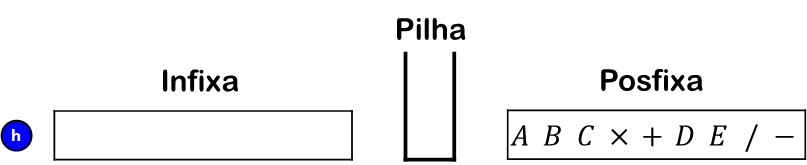 Pilha
Infixa
Posfixa
h
A B C × + D E / −